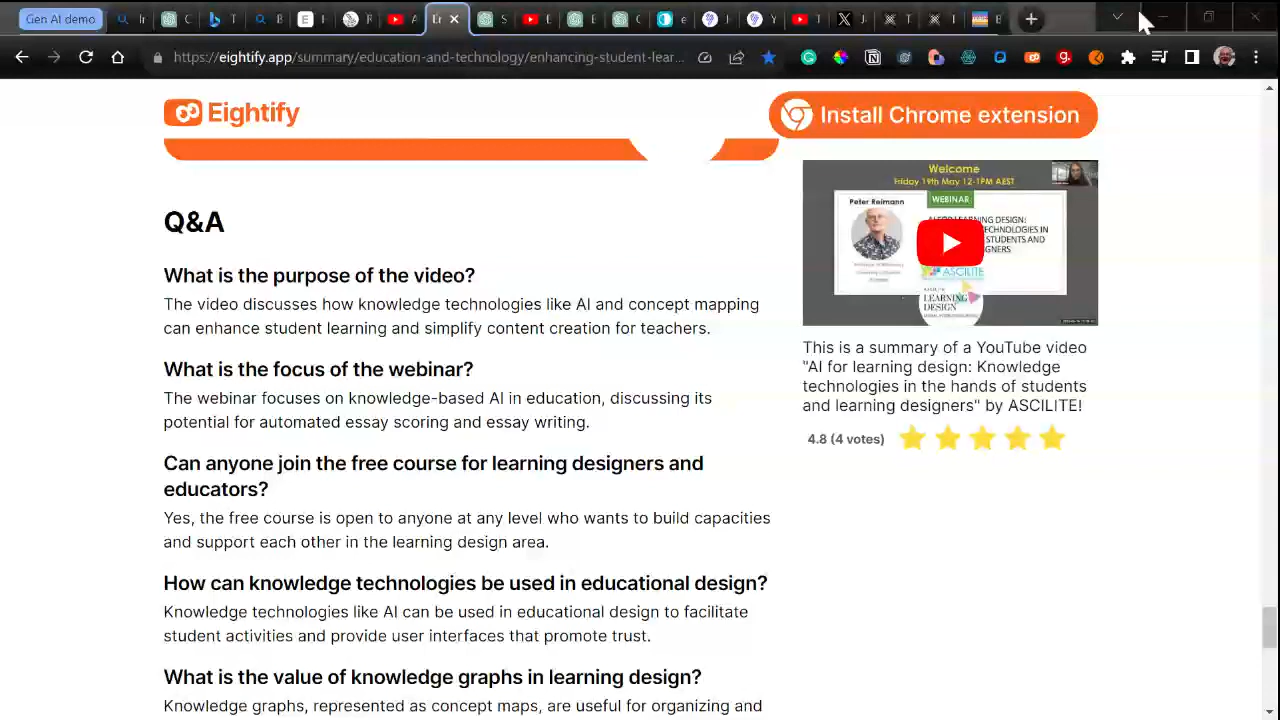 Gen AI demo
https://eightify.app/summary/education-and-technology/enhancing-student-lear...
Eightify
Install Chrome extension
Welcome
Friday 19th May 12-1PM AEST
Peter Reimann
WEBINAR
LEARNING DESIGN:
TECHNOLOGIES IN
STUDENTS AND
ASCILITE
LEARNING
DESIGN
This is a summary of a YouTube video
"AI for learning design: Knowledge
technologies in the hands of students
and learning designers" by ASCILITE!
4.8 (4 votes)
Q&A
What is the purpose of the video?
The video discusses how knowledge technologies like AI and concept mapping
can enhance student learning and simplify content creation for teachers.
What is the focus of the webinar?
The webinar focuses on knowledge-based AI in education, discussing its
potential for automated essay scoring and essay writing.
Can anyone join the free course for learning designers and
educators?
Yes, the free course is open to anyone at any level who wants to build capacities
and support each other in the learning design area.
How can knowledge technologies be used in educational design?
Knowledge technologies like AI can be used in educational design to facilitate
student activities and provide user interfaces that promote trust.
What is the value of knowledge graphs in learning design?
Knowledge graphs, represented as concept maps, are useful for organizing and